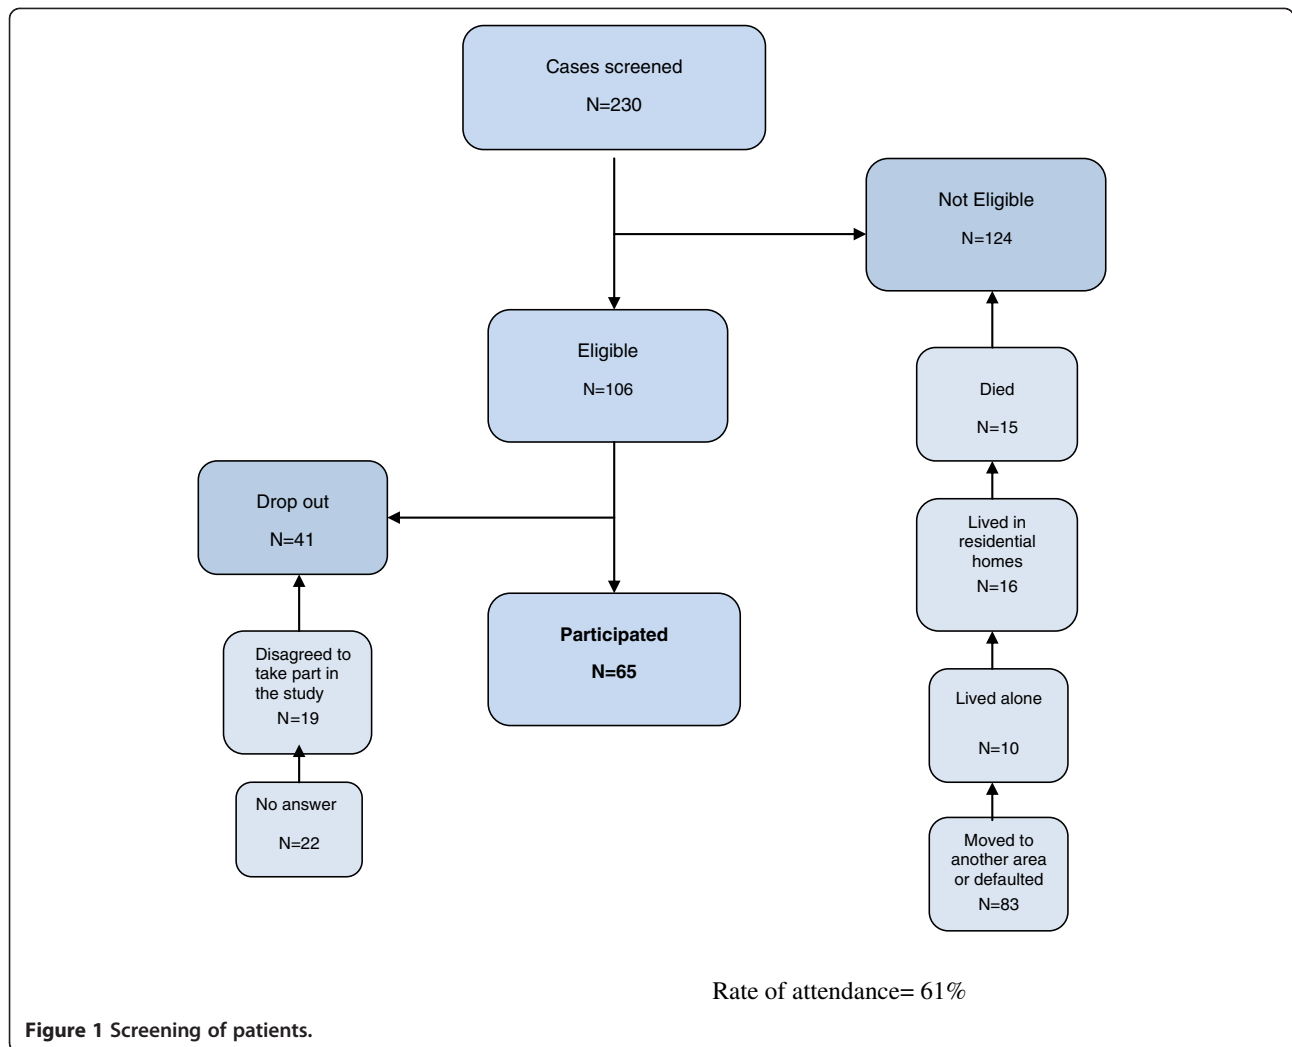 Cases screened
N=230
Not Eligible
N=124
Eligible
N=106
Died
N=15
Drop out
N=41
Lived in
residential
homes
N=16
Participated
N=65
Disagreed to
take part in
the study
N=19
Lived alone
N=10
No answer
N=22
Moved to
another area
or defaulted
N=83
Rate of attendance= 61%
Figure 1 Screening of patients.